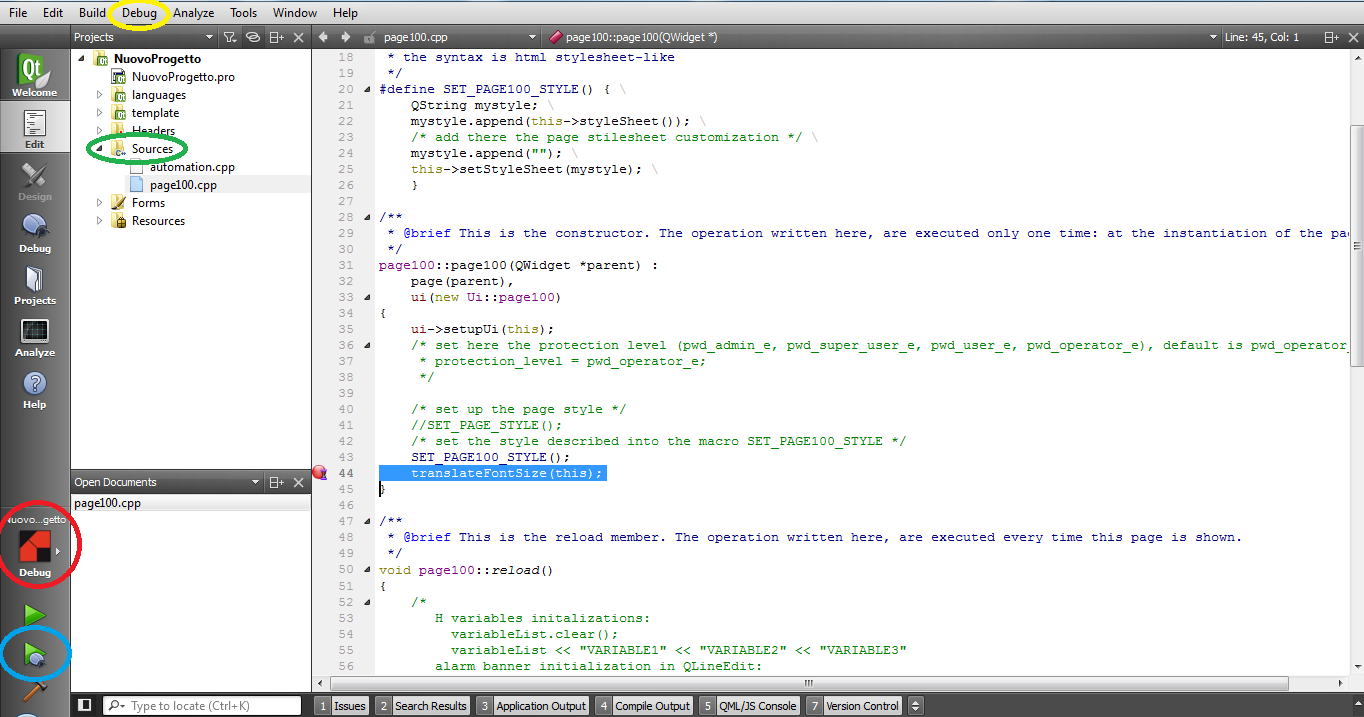 File Edit Build Debug Analyze Tools Window Help
Projects page100.cpp page100::page100(QWidget *) Line: 45, Col: 1
Qt
Welcome
Edit
Design
Debug
Projects
Analyze
Help
NuovoProgetto
NuovoProgetto.pro
languages
template
Headers
Sources
automation.cpp
page100.cpp
Forms
Resources
Open Documents
page100.cpp
Nuovo...getto
Debug
18 * the syntax is html stylesheet-like
19 */
20 #define SET_PAGE100_STYLE() { \
21 QString mystyle; \
22 mystyle.append(this->styleSheet()); \
23 /* add there the page stilesheet customization */ \
24 mystyle.append(""); \
25 this->setStyleSheet(mystyle); \
26 }
27
28 /**
29 * @brief This is the constructor. The operation written here, are executed only one time: at the instantiation of the pa
30 */
31 page100::page100(QWidget *parent) :
32 page(parent),
33 ui(new Ui::page100)
34 {
35 ui->setupUi(this);
36 /* set here the protection level (pwd_admin_e, pwd_super_user_e, pwd_user_e, pwd_operator_e), default is pwd_operator_
37 * protection_level = pwd_operator_e;
38 */
39
40 /* set up the page style */
41 //SET_PAGE_STYLE();
42 /* set the style described into the macro SET_PAGE100_STYLE */
43 SET_PAGE100_STYLE();
44 translateFontSize(this);
45 }
46
47 /**
48 * @brief This is the reload member. The operation written here, are executed every time this page is shown.
49 */
50 void page100::reload()
51 {
52 /*
53 H variables initalizations:
54 variableList.clear();
55 variableList << "VARIABLE1" << "VARIABLE2" << "VARIABLE3"
56 alarm banner initialization in QLineEdit:
Type to locate (Ctrl+K) 1 Issues 2 Search Results 3 Application Output 4 Compile Output 5 QML/JS Console 7 Version Control